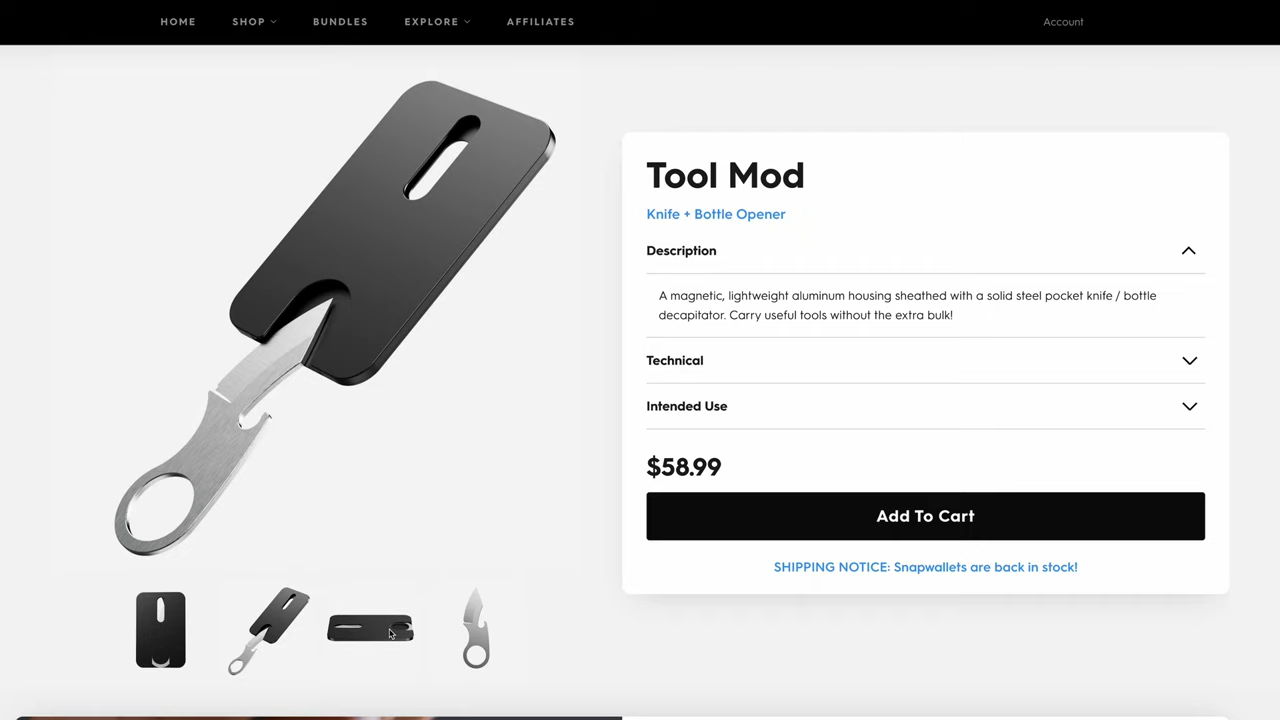 HOME SHOP BUNDLES EXPLORE AFFILIATES Account
Tool Mod
Knife + Bottle Opener
Description
A magnetic, lightweight aluminum housing sheathed with a solid steel pocket knife / bottle
decapitator. Carry useful tools without the extra bulk!
Technical
Intended Use
$58.99
Add To Cart
SHIPPING NOTICE: Snapwallets are back in stock!